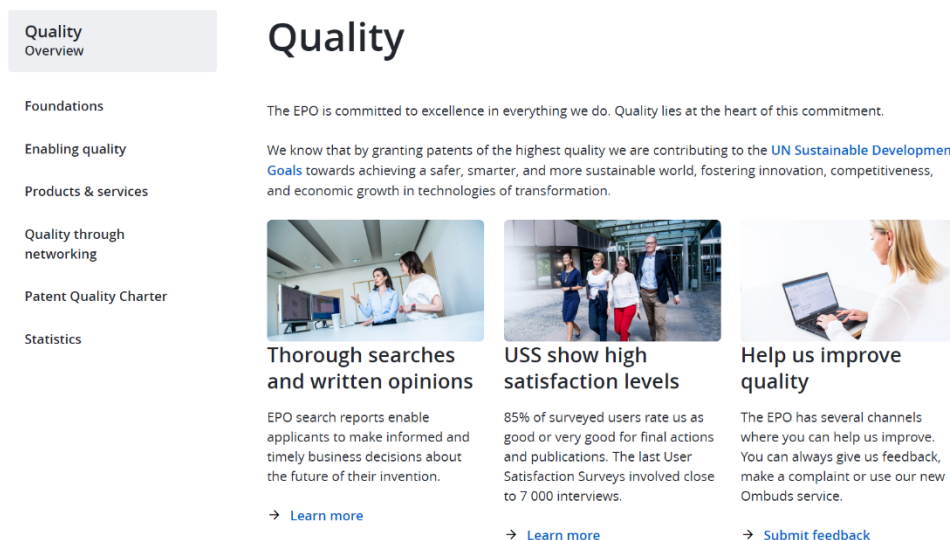 Quality
Overview
Foundations
Enabling quality
Products & services
Quality through
networking
Patent Quality Charter
Statistics
Quality
The EPO is committed to excellence in everything we do. Quality lies at the heart of this commitment.
We know that by granting patents of the highest quality we are contributing to the UN Sustainable Developmen
Goals towards achieving a safer, smarter, and more sustainable world, fostering innovation, competitiveness,
and economic growth in technologies of transformation.
Thorough searches
and written opinions
EPO search reports enable
applicants to make informed and
timely business decisions about
the future of their invention.
→ Learn more
USS show high
satisfaction levels
85% of surveyed users rate us as
good or very good for final actions
and publications. The last User
Satisfaction Surveys involved close
to 7 000 interviews.
→ Learn more
Help us improve
quality
The EPO has several channels
where you can help us improve.
You can always give us feedback,
make a complaint or use our new
Ombuds service.
→ Submit feedback